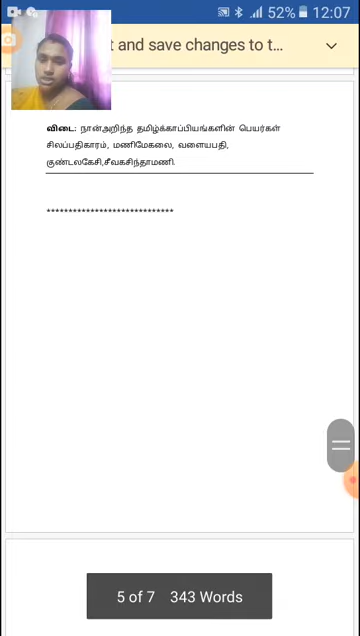 52% 12:07
t and save changes to t...
விடை: நான்அறிந்த தமிழ்க்காப்பியங்களின் பெயர்கள்
சிலப்பதிகாரம், மணிமேகலை, வளையபதி,
குண்டலகேசி,சீவகசிந்தாமணி.
*****************************
5 of 7 343 Words